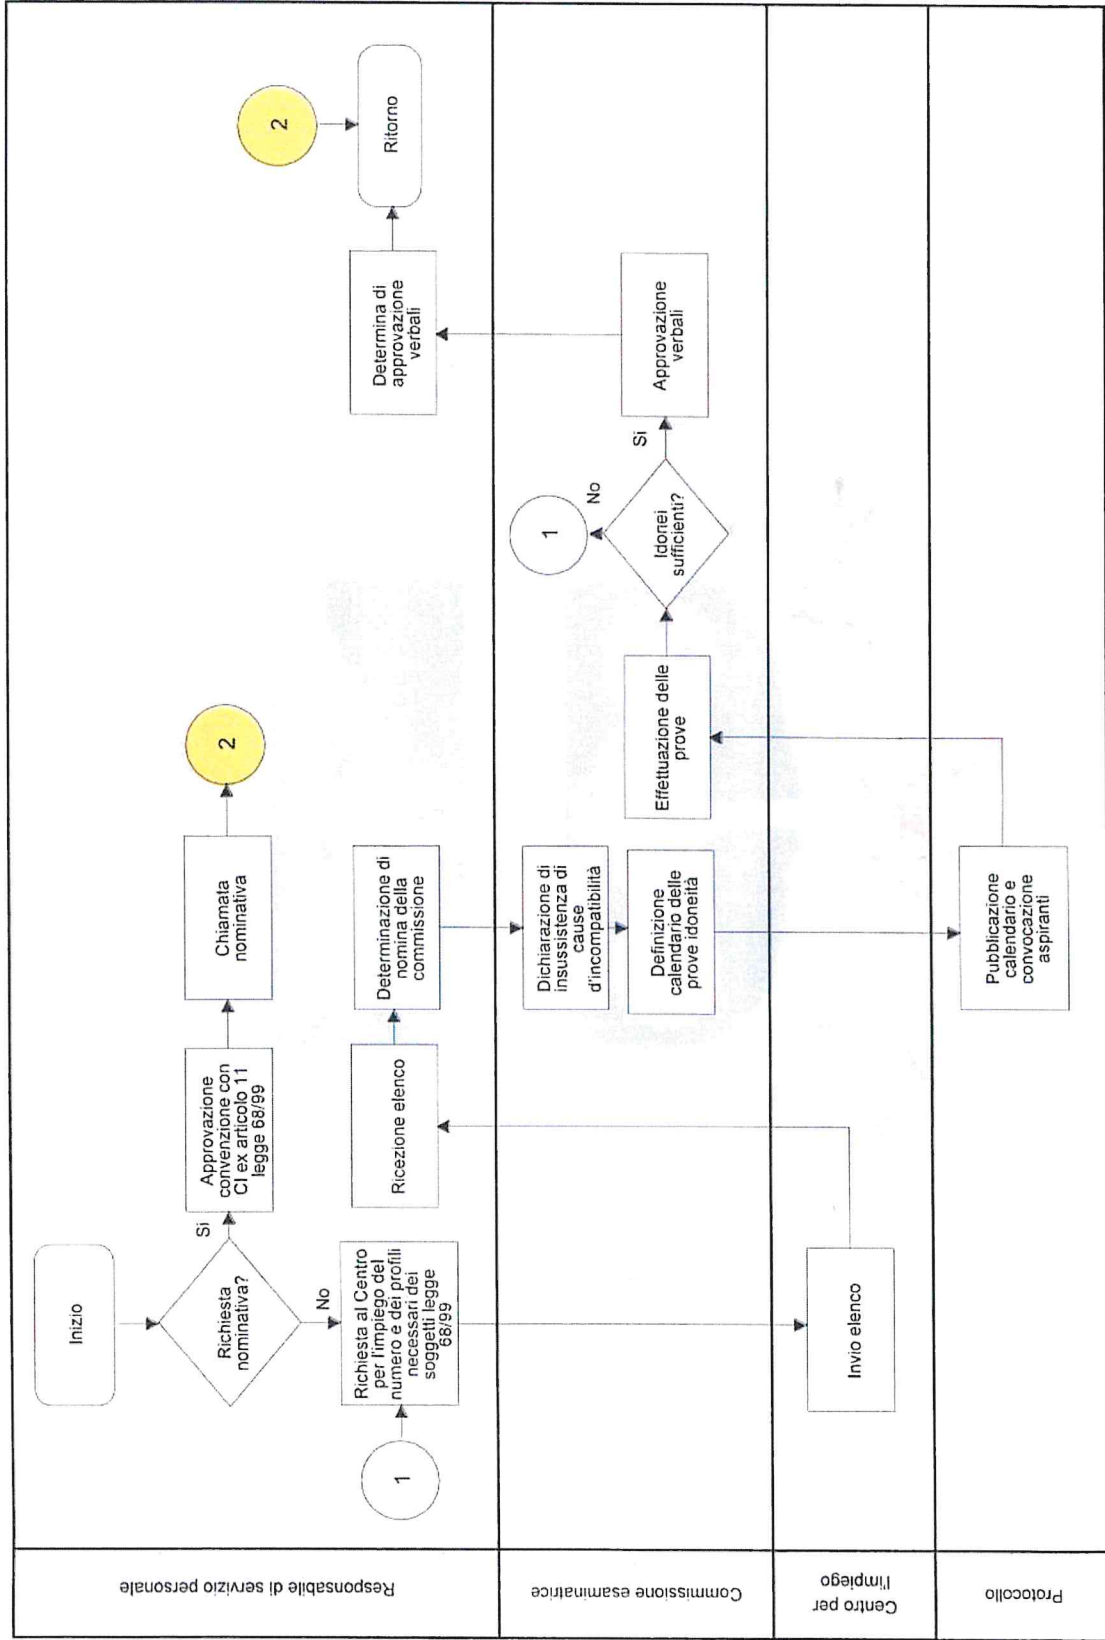 Responsabile di servizio personale
Inizio
Richiesta
nominativa?
Si
No
Approvazione
convenzione con
CI ex articolo 11
legge 68/99
Chiamata
nominativa
2
1
Richiesta al Centro
per l'impiego del
numero e dei profili
necessari dei
soggetti legge
68/99
Ricezione elenco
Determinazione di
nomina della
commissione
Determina di
approvazione
verbali
2
Ritorno
Commissione esaminatrice
Dichiarazione di
insussistenza di
cause
d'incompatibilità
Definizione
calendario delle
prove idoneità
Effettuazione delle
prove
Idonei
sufficienti?
No
1
Si
Approvazione
verbali
Centro per
l'impiego
Invio elenco
Protocollo
Pubblicazione
calendario e
convocazione
aspiranti